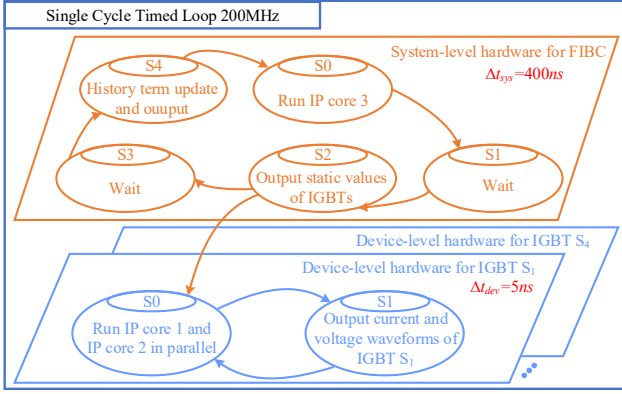 Single Cycle Timed Loop 200MHz
System-level hardware for FIBC
Δt_sys=400ns
S4
History term update
and ouuput
S0
Run IP core 3
S3
Wait
S2
Output static values
of IGBTs
S1
Wait
Device-level hardware for IGBT S₄
Device-level hardware for IGBT S₁
Δt_dev=5ns
S0
Run IP core 1 and
IP core 2 in parallel
S1
Output current and
voltage waveforms of
IGBT S₁